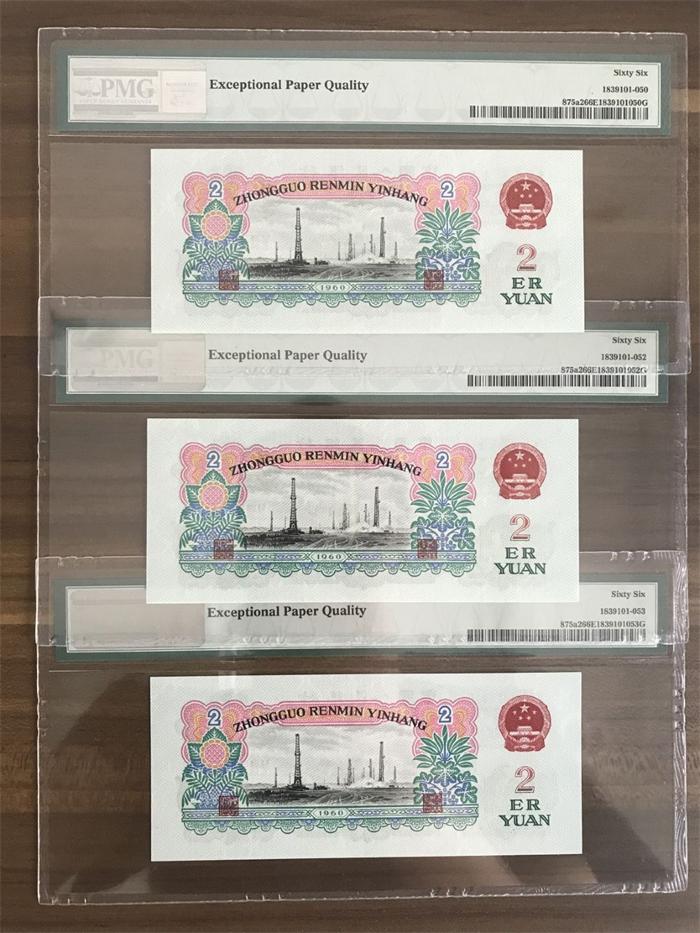 PMG
Exceptional Paper Quality
Sixty Six
1839101-050
875a266E1839101050G
2
2
ZHONGGUO RENMIN YINHANG
1960
2
ER
YUAN
PMG
Exceptional Paper Quality
Sixty Six
1839101-052
875a266E1839101052G
2
2
ZHONGGUO RENMIN YINHANG
1960
2
ER
YUAN
Exceptional Paper Quality
Sixty Six
1839101-053
875a266E1839101053G
2
2
ZHONGGUO RENMIN YINHANG
1960
2
ER
YUAN